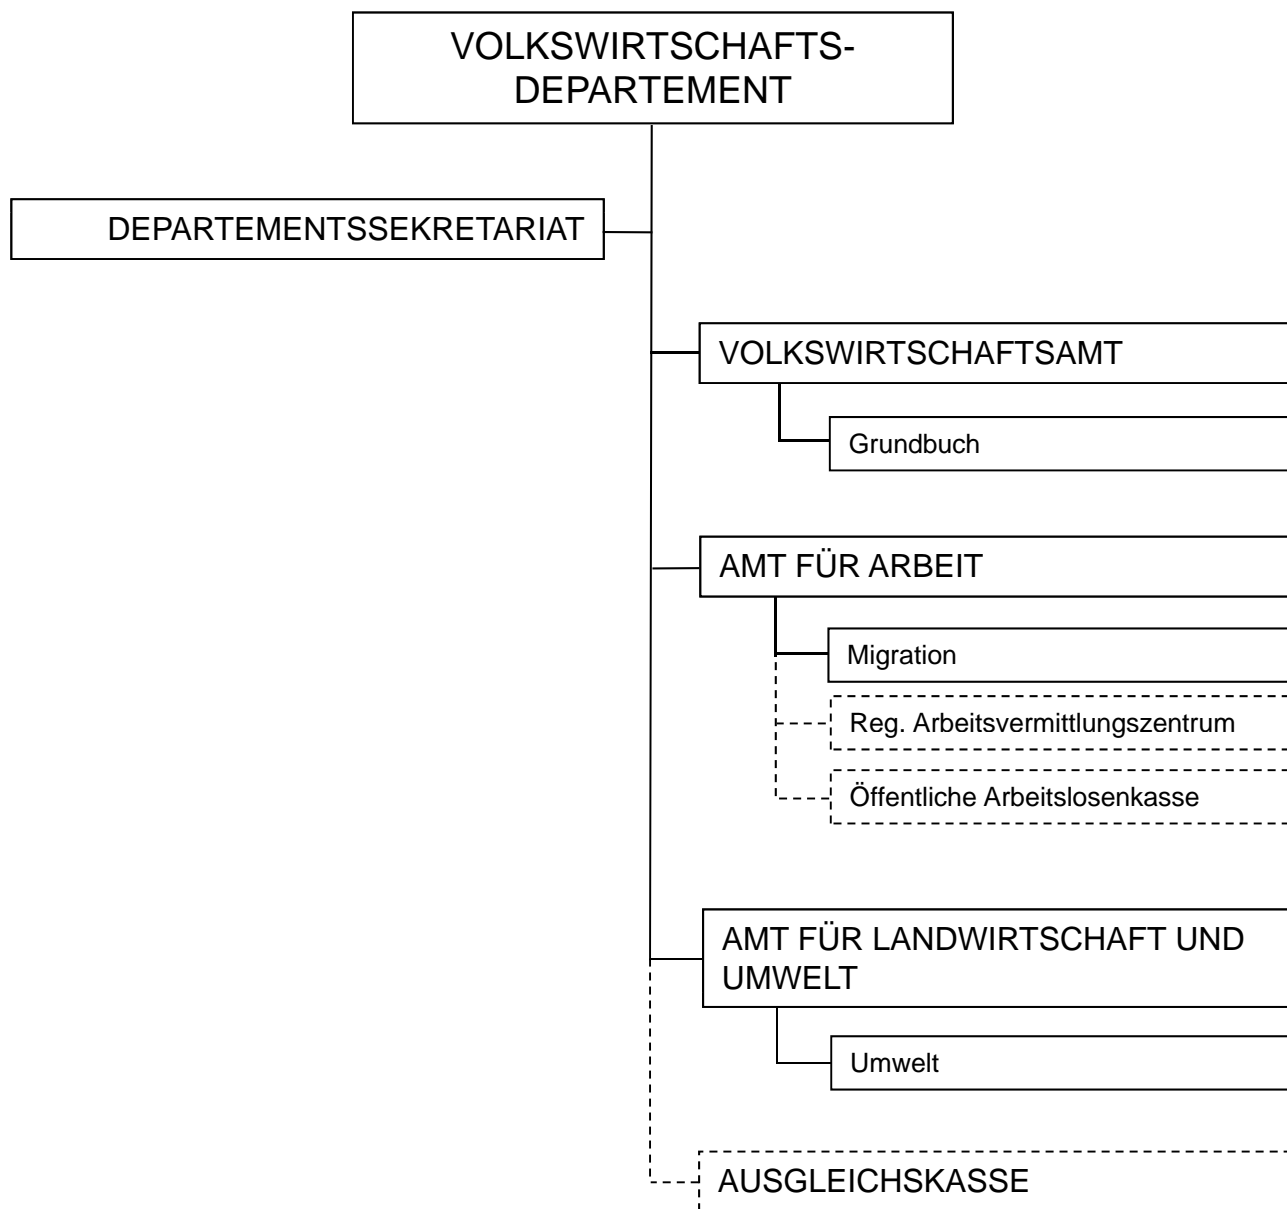 VOLKSWIRTSCHAFTS-
DEPARTEMENT
DEPARTEMENTSSEKRETARIAT
VOLKSWIRTSCHAFTSAMT
Grundbuch
AMT FÜR ARBEIT
Migration
Reg. Arbeitsvermittlungszentrum
Öffentliche Arbeitslosenkasse
AMT FÜR LANDWIRTSCHAFT UND
UMWELT
Umwelt
AUSGLEICHSKASSE